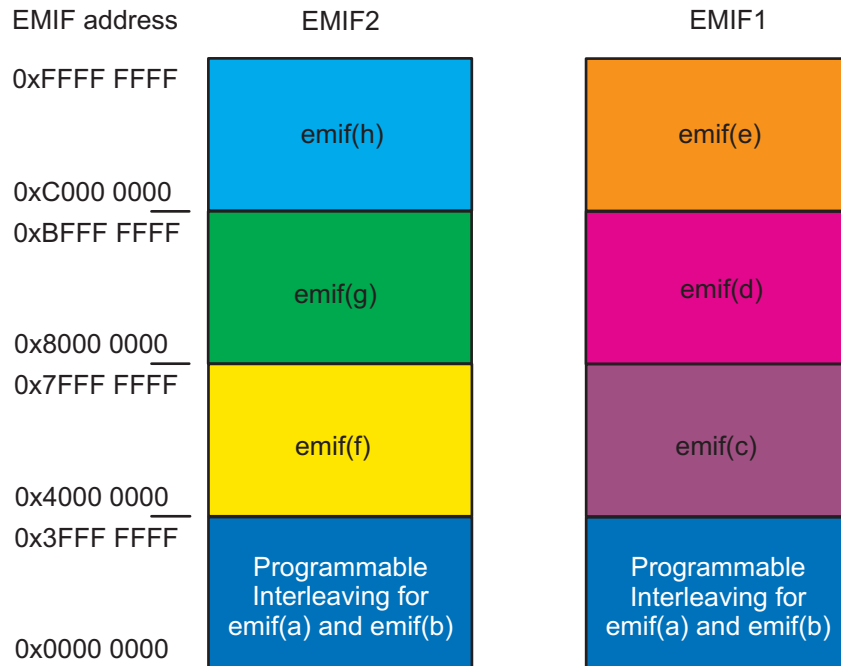 EMIF address EMIF2 EMIF1
0xFFFF FFFF
emif(h) emif(e)
0xC000 0000
0xBFFF FFFF
emif(g) emif(d)
0x8000 0000
0x7FFF FFFF
emif(f) emif(c)
0x4000 0000
0x3FFF FFFF
Programmable Programmable
Interleaving for Interleaving for
emif(a) and emif(b) emif(a) and emif(b)
0x0000 0000